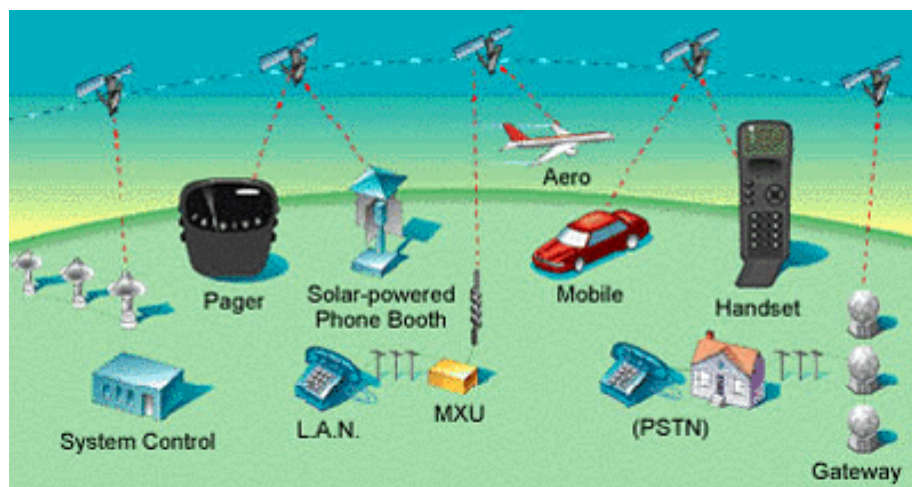 Aero
Pager
Solar-powered
Phone Booth
Mobile
Handset
System Control
L.A.N.
MXU
(PSTN)
Gateway